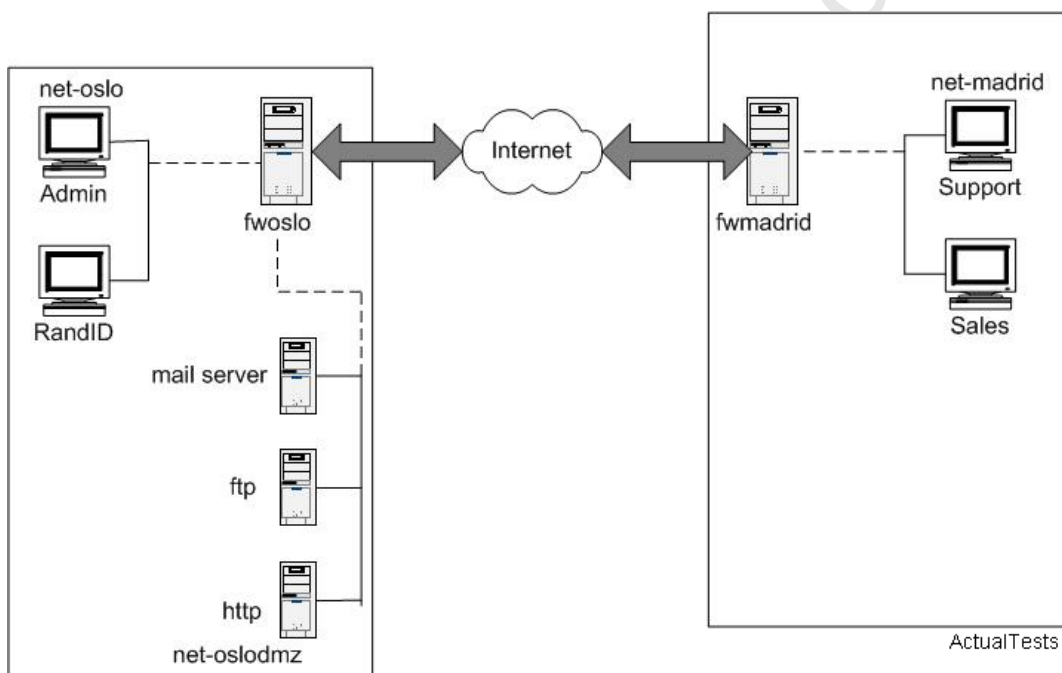 net-oslo
Admin
RandID
fwoslo
Internet
fwmadrid
net-madrid
Support
Sales
mail server
ftp
http
net-oslodmz
ActualTests